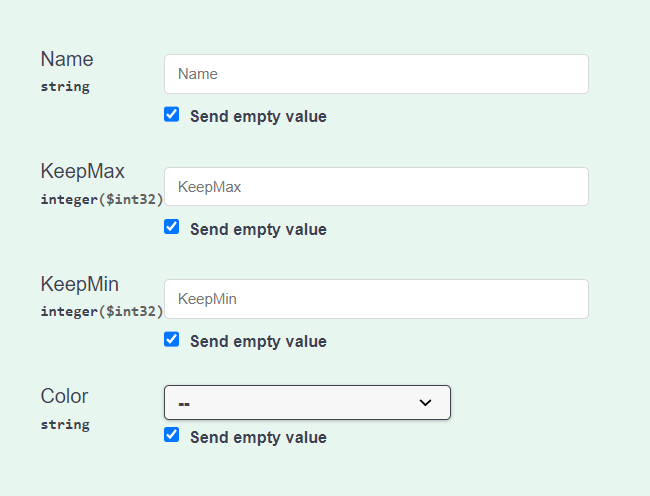 Name
string
Name
Send empty value
KeepMax
integer($int32)
KeepMax
Send empty value
KeepMin
integer($int32)
KeepMin
Send empty value
Color
string
--
Send empty value